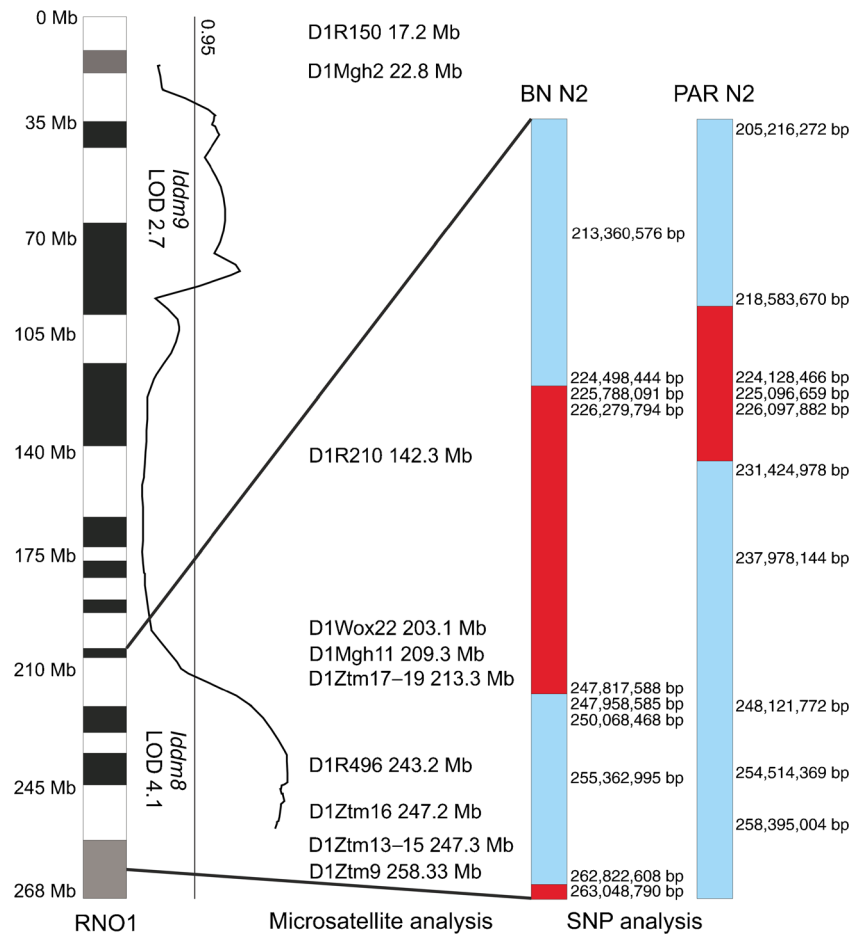 0 Mb
35 Mb
70 Mb
105 Mb
140 Mb
175 Mb
210 Mb
245 Mb
268 Mb
RNO1
0.95
Iddm9
LOD 2.7
Iddm8
LOD 4.1
D1R150 17.2 Mb
D1Mgh2 22.8 Mb
D1R210 142.3 Mb
D1Wox22 203.1 Mb
D1Mgh11 209.3 Mb
D1Ztm17–19 213.3 Mb
D1R496 243.2 Mb
D1Ztm16 247.2 Mb
D1Ztm13–15 247.3 Mb
D1Ztm9 258.33 Mb
Microsatellite analysis
BN N2
213,360,576 bp
224,498,444 bp
225,788,091 bp
226,279,794 bp
247,817,588 bp
247,958,585 bp
250,068,468 bp
255,362,995 bp
262,822,608 bp
263,048,790 bp
PAR N2
205,216,272 bp
218,583,670 bp
224,128,466 bp
225,096,659 bp
226,097,882 bp
231,424,978 bp
237,978,144 bp
248,121,772 bp
254,514,369 bp
258,395,004 bp
SNP analysis